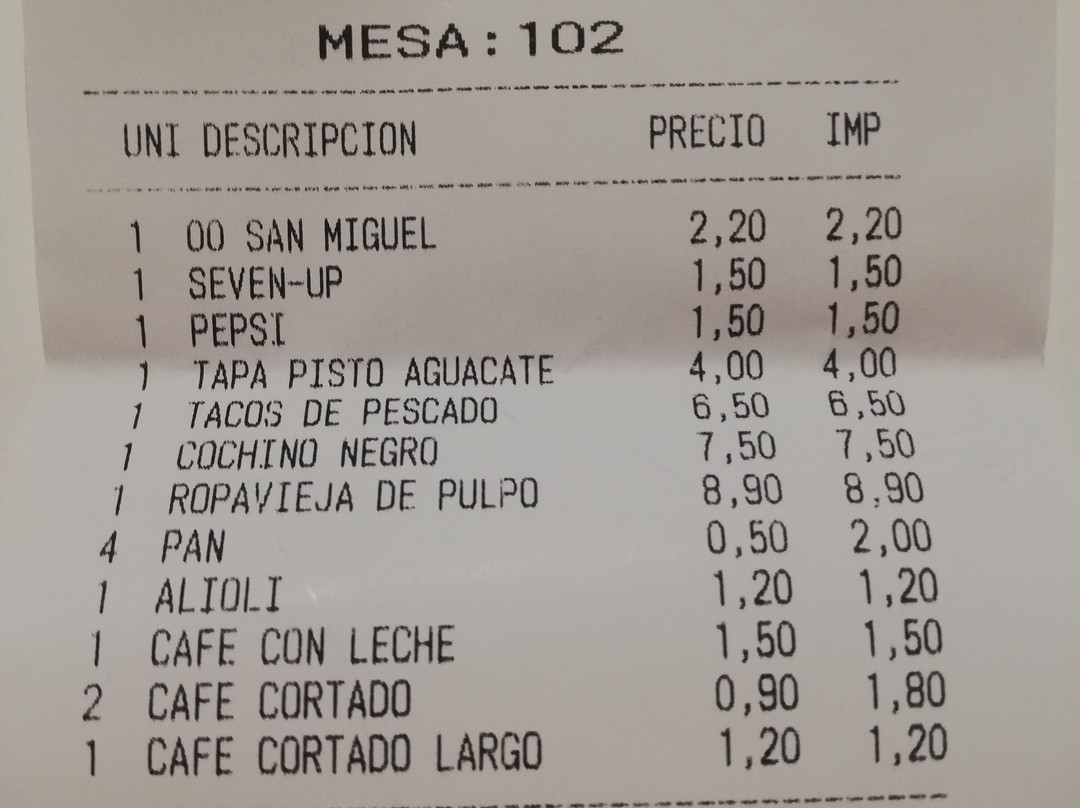 MESA:102
UNI DESCRIPCION PRECIO IMP
1 00 SAN MIGUEL 2,20 2,20
1 SEVEN-UP 1,50 1,50
1 PEPSI 1,50 1,50
1 TAPA PISTO AGUACATE 4,00 4,00
1 TACOS DE PESCADO 6,50 6,50
1 COCHINO NEGRO 7,50 7,50
1 ROPAVIEJA DE PULPO 8,90 8,90
4 PAN 0,50 2,00
1 ALIOLI 1,20 1,20
1 CAFE CON LECHE 1,50 1,50
2 CAFE CORTADO 0,90 1,80
1 CAFE CORTADO LARGO 1,20 1,20